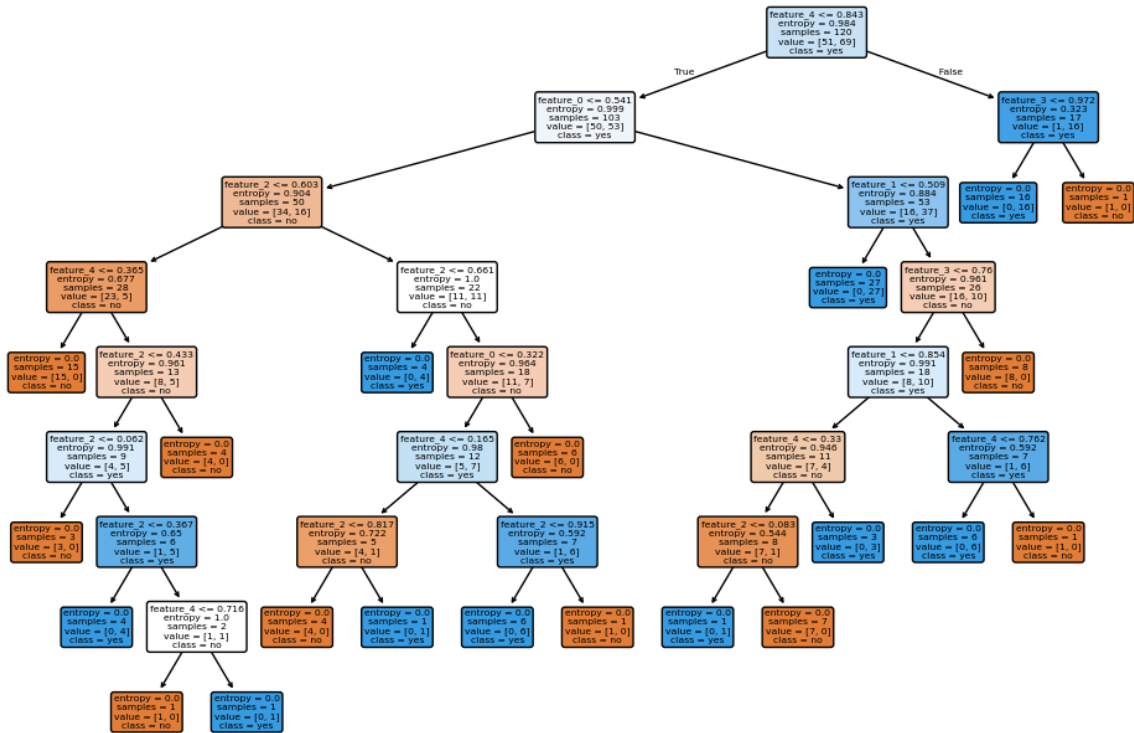 feature_4 <= 0.843
entropy = 0.984
samples = 120
value = [51, 69]
class = yes
True
False
feature_0 <= 0.541
entropy = 0.999
samples = 103
value = [50, 53]
class = yes
feature_3 <= 0.972
entropy = 0.323
samples = 17
value = [1, 16]
class = yes
feature_2 <= 0.603
entropy = 0.904
samples = 50
value = [34, 16]
class = no
feature_1 <= 0.509
entropy = 0.884
samples = 53
value = [16, 37]
class = yes
entropy = 0.0
samples = 16
value = [0, 16]
class = yes
entropy = 0.0
samples = 1
value = [1, 0]
class = no
feature_4 <= 0.365
entropy = 0.677
samples = 28
value = [23, 5]
class = no
feature_2 <= 0.661
entropy = 1.0
samples = 22
value = [11, 11]
class = no
entropy = 0.0
samples = 27
value = [0, 27]
class = yes
feature_3 <= 0.76
entropy = 0.961
samples = 26
value = [16, 10]
class = no
entropy = 0.0
samples = 15
value = [15, 0]
class = no
feature_2 <= 0.433
entropy = 0.961
samples = 13
value = [8, 5]
class = no
entropy = 0.0
samples = 4
value = [0, 4]
class = yes
feature_0 <= 0.322
entropy = 0.964
samples = 18
value = [11, 7]
class = no
feature_1 <= 0.854
entropy = 0.991
samples = 18
value = [8, 10]
class = yes
entropy = 0.0
samples = 8
value = [8, 0]
class = no
feature_2 <= 0.062
entropy = 0.991
samples = 9
value = [4, 5]
class = yes
entropy = 0.0
samples = 4
value = [4, 0]
class = no
feature_4 <= 0.165
entropy = 0.98
samples = 12
value = [5, 7]
class = yes
entropy = 0.0
samples = 6
value = [6, 0]
class = no
feature_4 <= 0.33
entropy = 0.946
samples = 11
value = [7, 4]
class = no
feature_4 <= 0.762
entropy = 0.592
samples = 7
value = [1, 6]
class = yes
entropy = 0.0
samples = 3
value = [3, 0]
class = no
feature_2 <= 0.367
entropy = 0.65
samples = 6
value = [1, 5]
class = yes
feature_2 <= 0.817
entropy = 0.722
samples = 5
value = [4, 1]
class = no
feature_2 <= 0.915
entropy = 0.592
samples = 7
value = [1, 6]
class = yes
feature_2 <= 0.083
entropy = 0.544
samples = 8
value = [7, 1]
class = no
entropy = 0.0
samples = 3
value = [0, 3]
class = yes
entropy = 0.0
samples = 6
value = [0, 6]
class = yes
entropy = 0.0
samples = 1
value = [1, 0]
class = no
entropy = 0.0
samples = 4
value = [0, 4]
class = yes
feature_4 <= 0.716
entropy = 1.0
samples = 2
value = [1, 1]
class = no
entropy = 0.0
samples = 4
value = [4, 0]
class = no
entropy = 0.0
samples = 1
value = [0, 1]
class = yes
entropy = 0.0
samples = 6
value = [0, 6]
class = yes
entropy = 0.0
samples = 1
value = [1, 0]
class = no
entropy = 0.0
samples = 1
value = [0, 1]
class = yes
entropy = 0.0
samples = 7
value = [7, 0]
class = no
entropy = 0.0
samples = 1
value = [1, 0]
class = no
entropy = 0.0
samples = 1
value = [0, 1]
class = yes